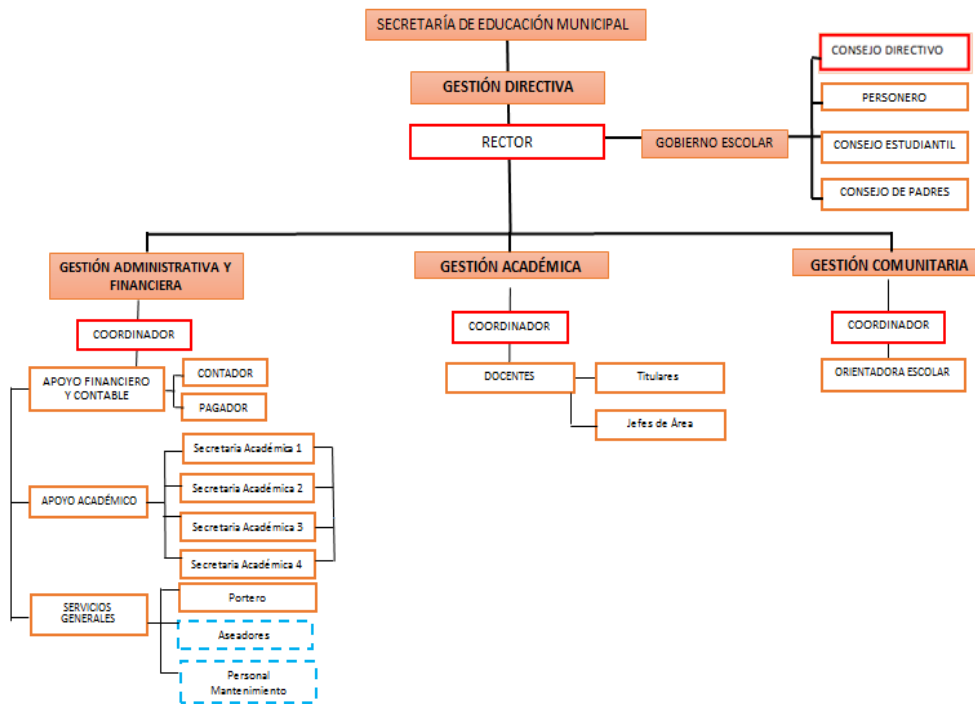 SECRETARÍA DE EDUCACIÓN MUNICIPAL
GESTIÓN DIRECTIVA
RECTOR
GOBIERNO ESCOLAR
CONSEJO DIRECTIVO
PERSONERO
CONSEJO ESTUDIANTIL
CONSEJO DE PADRES
GESTIÓN ADMINISTRATIVA Y
FINANCIERA
COORDINADOR
APOYO FINANCIERO
Y CONTABLE
CONTADOR
PAGADOR
APOYO ACADÉMICO
Secretaria Académica 1
Secretaria Académica 2
Secretaria Académica 3
Secretaria Académica 4
SERVICIOS
GENERALES
Portero
Aseadores
Personal
Mantenimiento
GESTIÓN ACADÉMICA
COORDINADOR
DOCENTES
Titulares
Jefes de Área
GESTIÓN COMUNITARIA
COORDINADOR
ORIENTADORA ESCOLAR